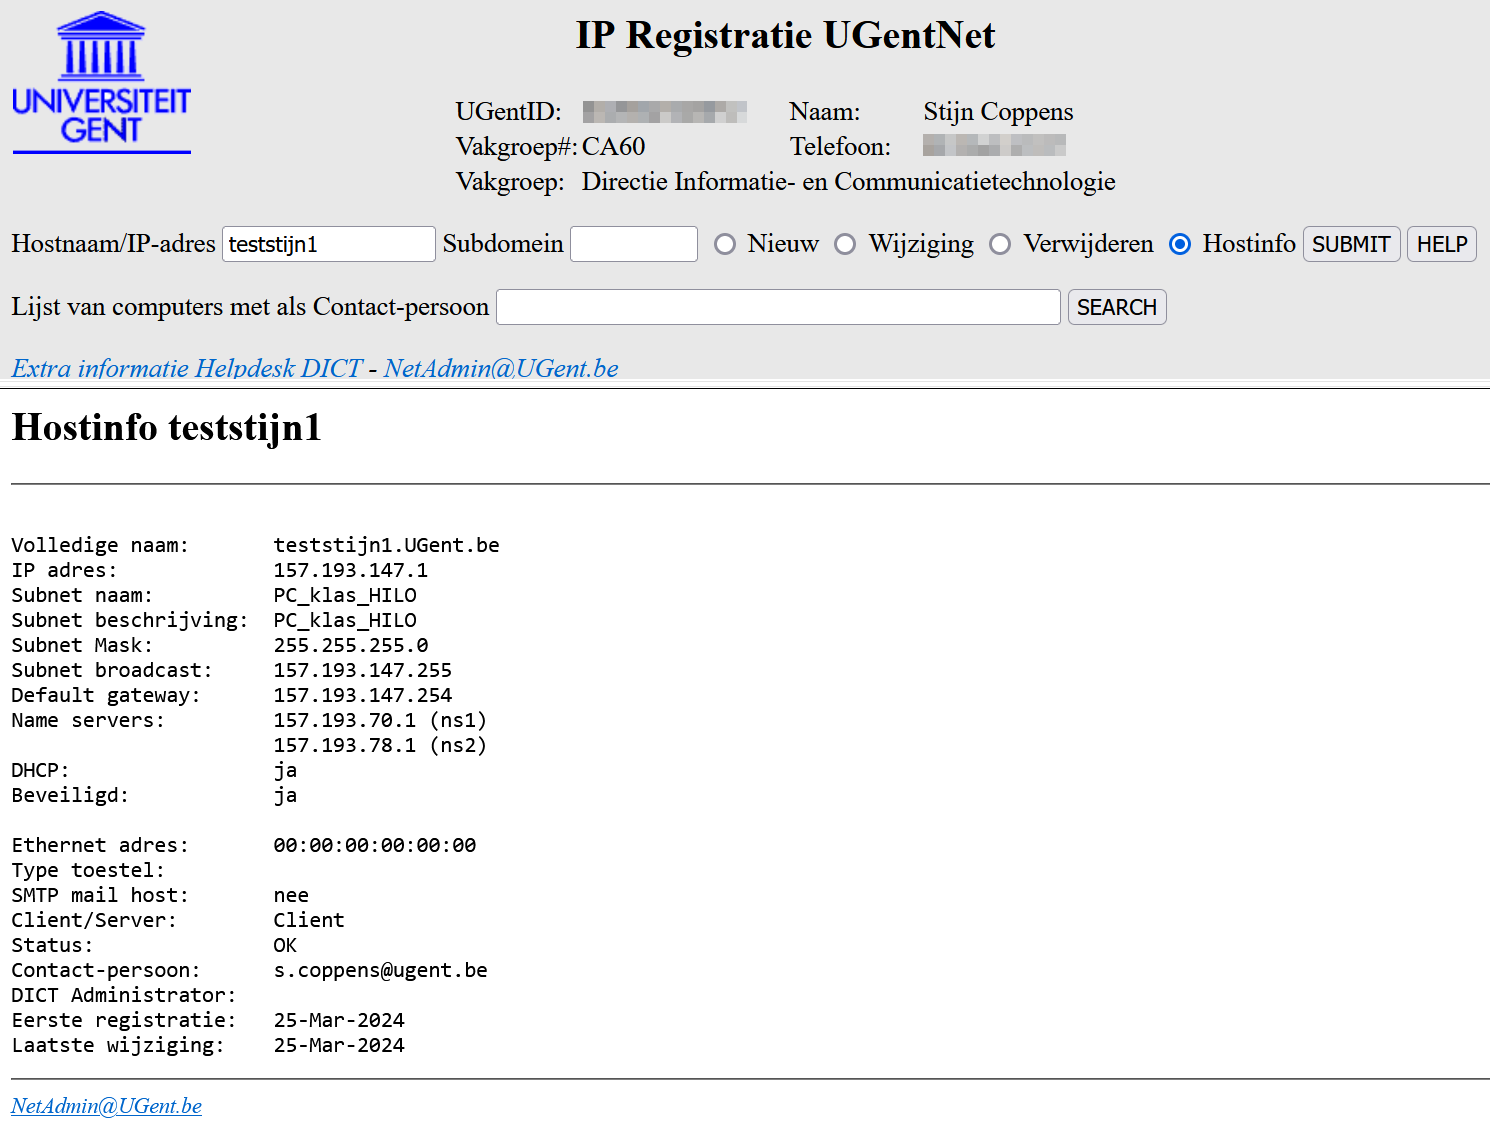 UNIVERSITEIT
GENT
IP Registratie UGentNet
UGentID: Naam: Stijn Coppens
Vakgroep#: CA60 Telefoon:
Vakgroep: Directie Informatie- en Communicatietechnologie
Hostnaam/IP-adres teststijn1 Subdomein Nieuw Wijziging Verwijderen Hostinfo SUBMIT HELP
Lijst van computers met als Contact-persoon SEARCH
Extra informatie Helpdesk DICT - NetAdmin@UGent.be
Hostinfo teststijn1
Volledige naam: teststijn1.UGent.be
IP adres: 157.193.147.1
Subnet naam: PC_klas_HILO
Subnet beschrijving: PC_klas_HILO
Subnet Mask: 255.255.255.0
Subnet broadcast: 157.193.147.255
Default gateway: 157.193.147.254
Name servers: 157.193.70.1 (ns1)
157.193.78.1 (ns2)
DHCP: ja
Beveiligd: ja
Ethernet adres: 00:00:00:00:00:00
Type toestel:
SMTP mail host: nee
Client/Server: Client
Status: OK
Contact-persoon: s.coppens@ugent.be
DICT Administrator:
Eerste registratie: 25-Mar-2024
Laatste wijziging: 25-Mar-2024
NetAdmin@UGent.be